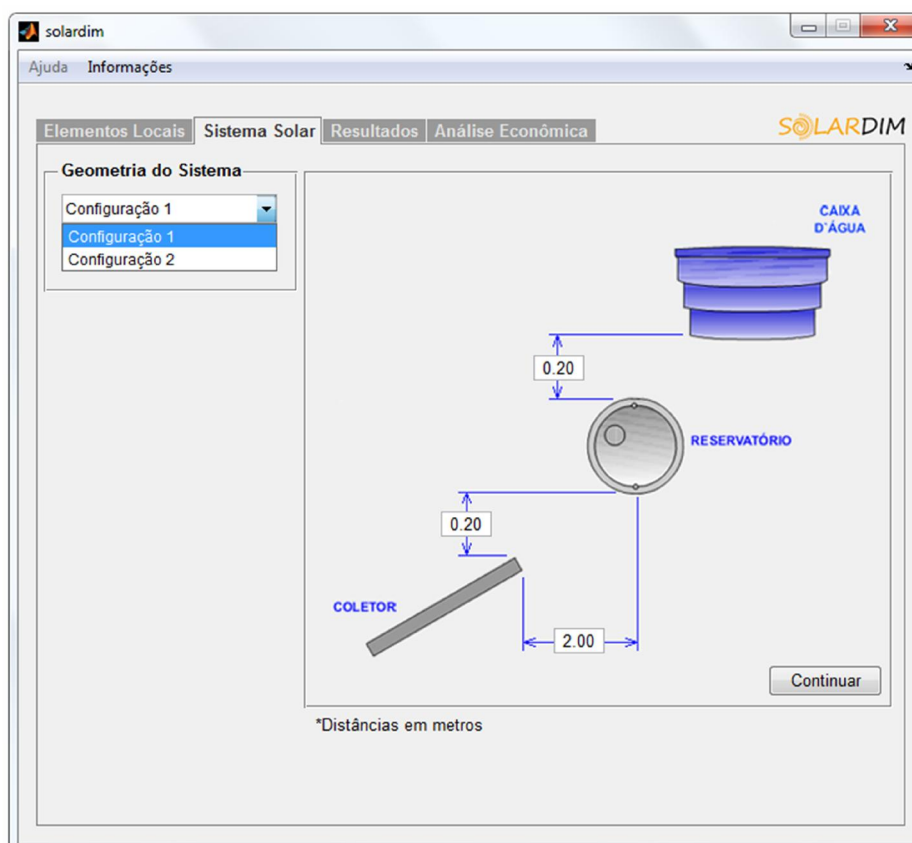 solardim
Ajuda Informações
Elementos Locais Sistema Solar Resultados Análise Econômica
SOLARDIM
Geometria do Sistema
Configuração 1
Configuração 1
Configuração 2
CAIXA
D`ÁGUA
0.20
RESERVATÓRIO
0.20
COLETOR
2.00
Continuar
*Distâncias em metros